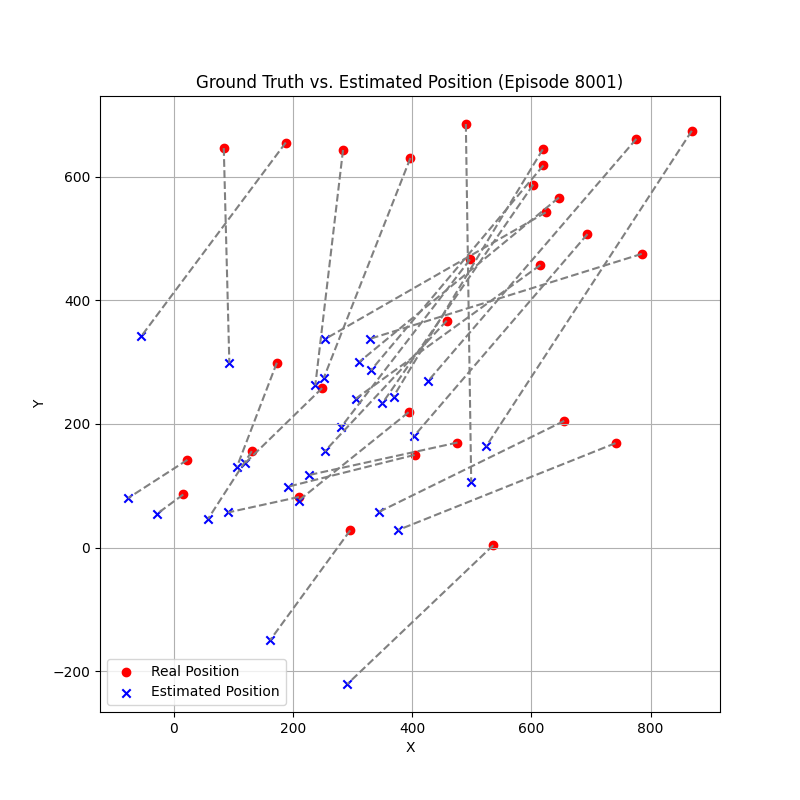 Ground Truth vs. Estimated Position (Episode 8001)
600
400
200
0
−200
Y
0 200 400 600 800
X
Real Position
Estimated Position